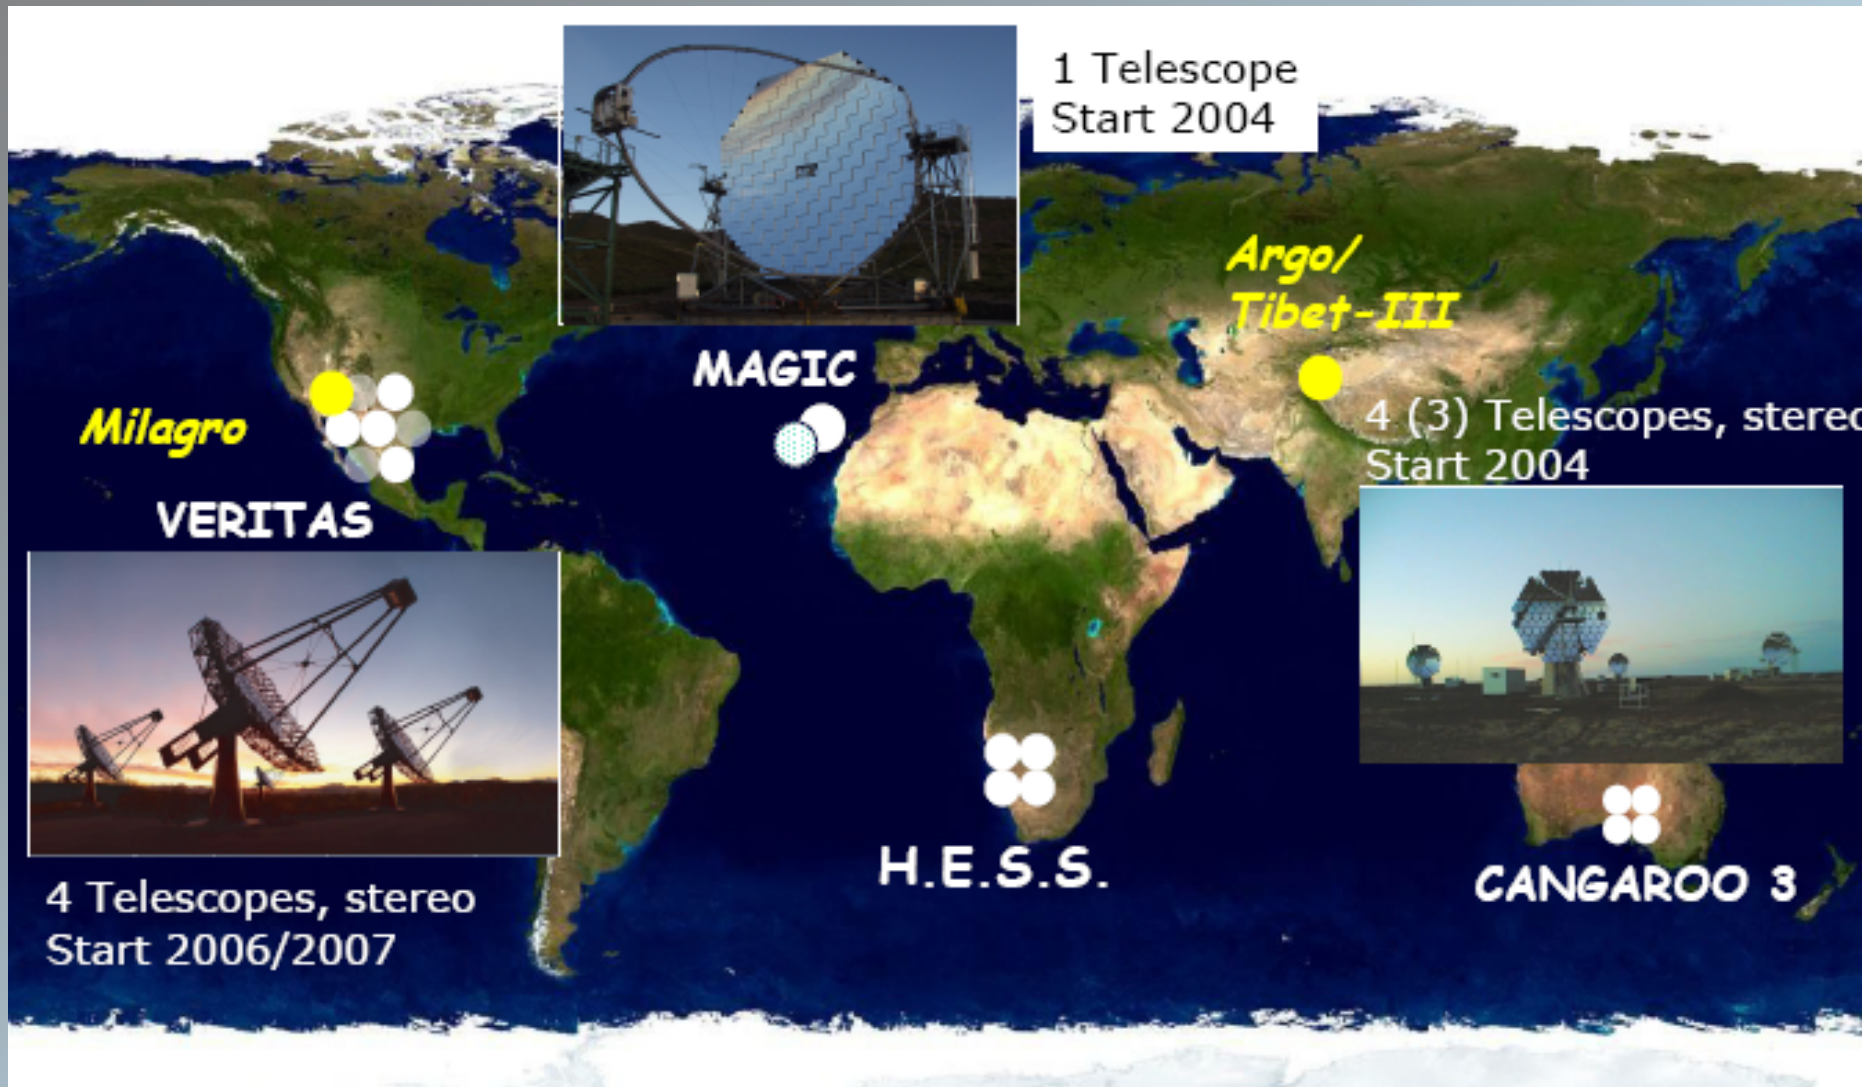 1 Telescope
Start 2004
Argo/
Tibet-III
MAGIC
Milagro
4 (3) Telescopes, stereo
Start 2004
VERITAS
H.E.S.S.
CANGAROO 3
4 Telescopes, stereo
Start 2006/2007